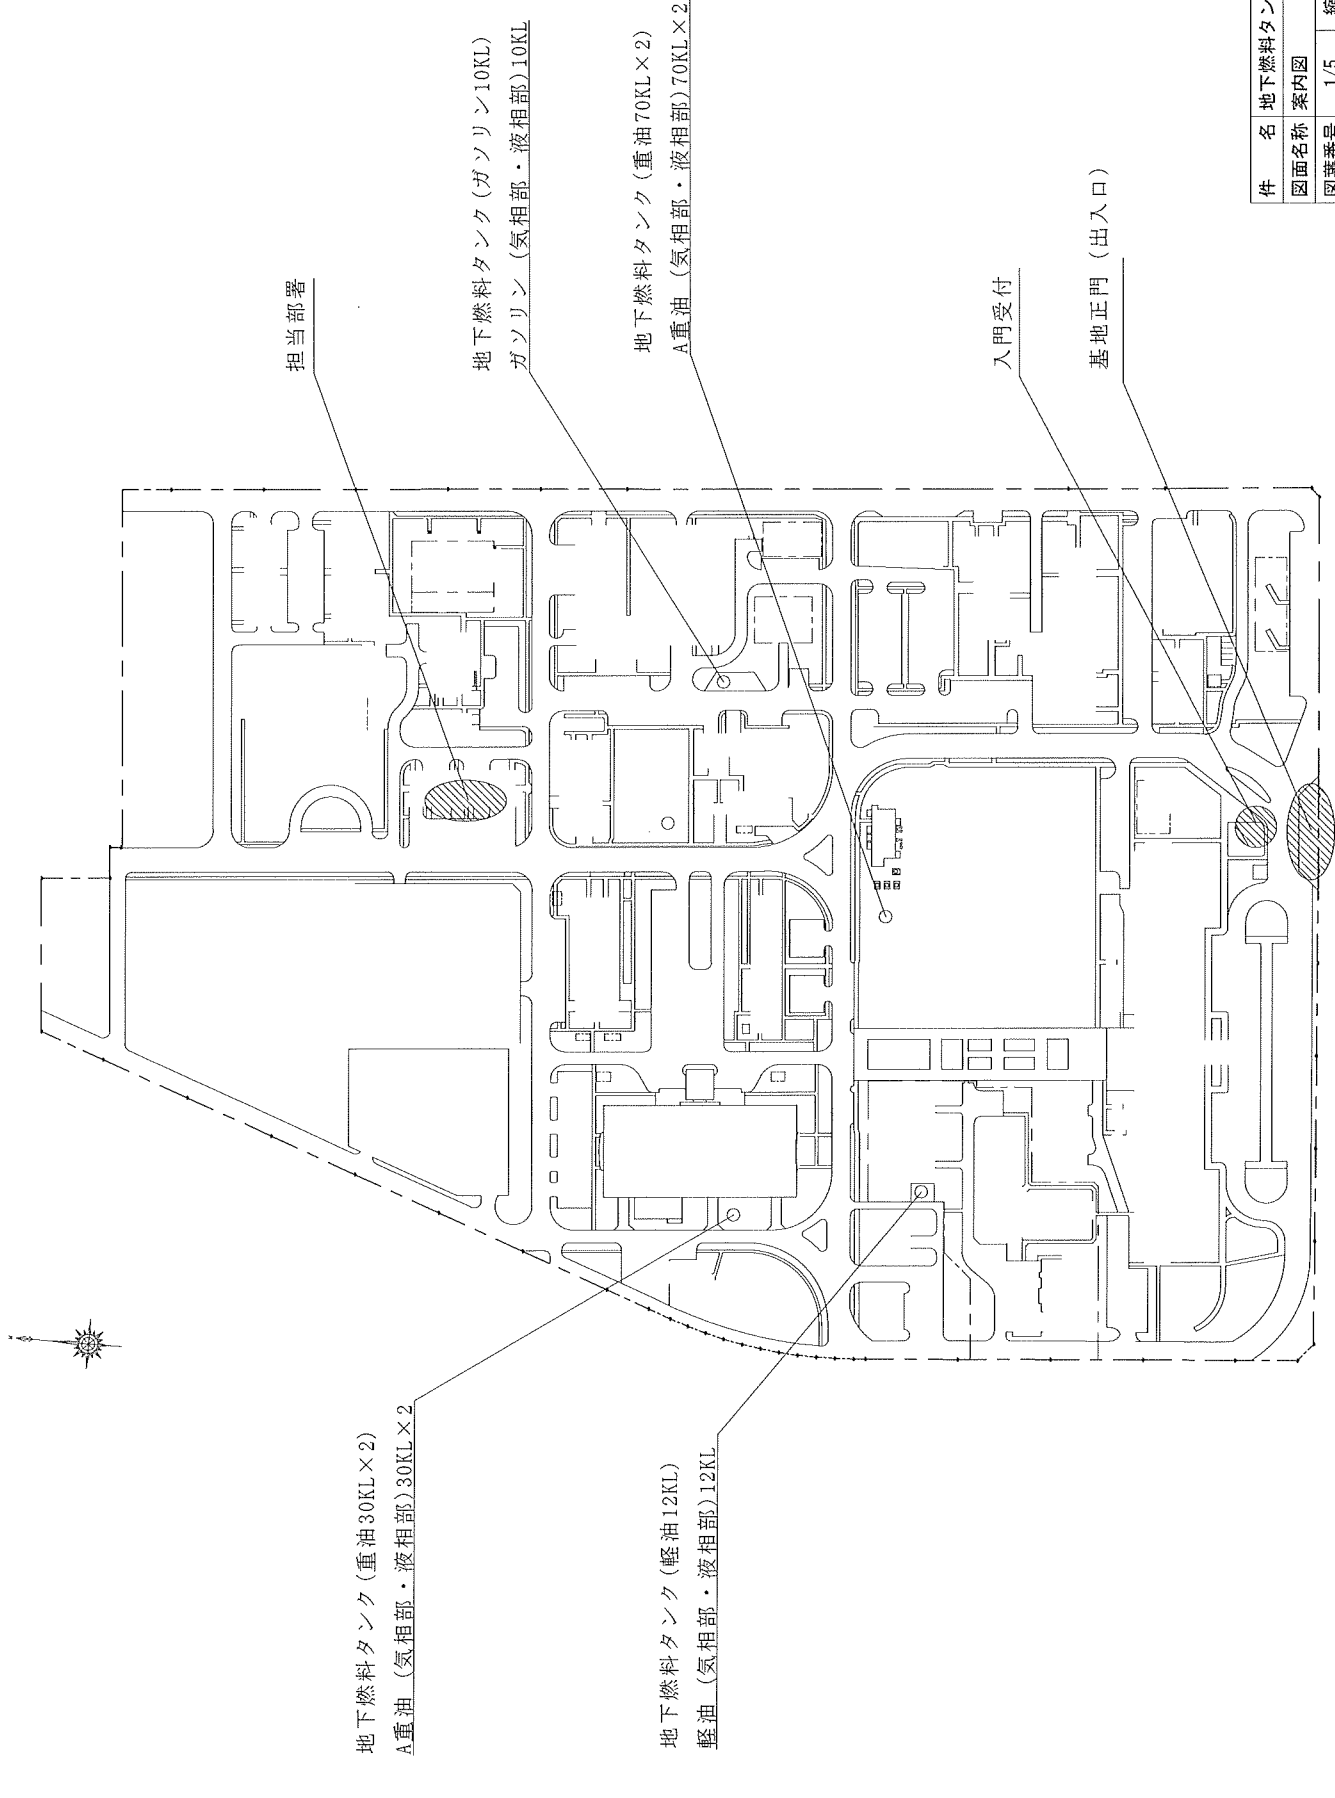 担当部署
地下燃料タンク(ガソリン10KL)
ガソリン(気相部・液相部)10KL
地下燃料タンク(重油70KL×2)
A重油(気相部・液相部)70KL×2
入門受付
基地正門(出入口)
地下燃料タンク(重油30KL×2)
A重油(気相部・液相部)30KL×2
地下燃料タンク(軽油12KL)
軽油(気相部・液相部)12KL
件 名 地下燃料タン
図面名称 案内図
図葉番号 1/5 縮